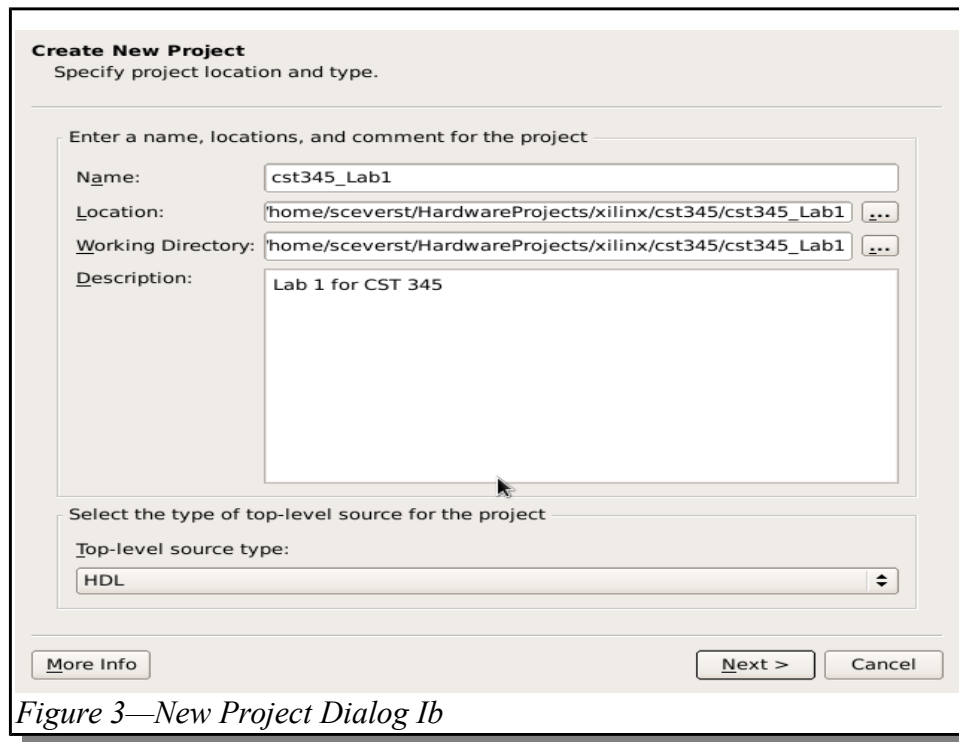 Create New Project
Specify project location and type.
Enter a name, locations, and comment for the project
Name:
cst345_Lab1
Location:
home/sceverst/HardwareProjects/xilinx/cst345/cst345_Lab1
...
Working Directory:
home/sceverst/HardwareProjects/xilinx/cst345/cst345_Lab1
...
Description:
Lab 1 for CST 345
Select the type of top-level source for the project
Top-level source type:
HDL
More Info
Next >
Cancel
Figure 3—New Project Dialog Ib